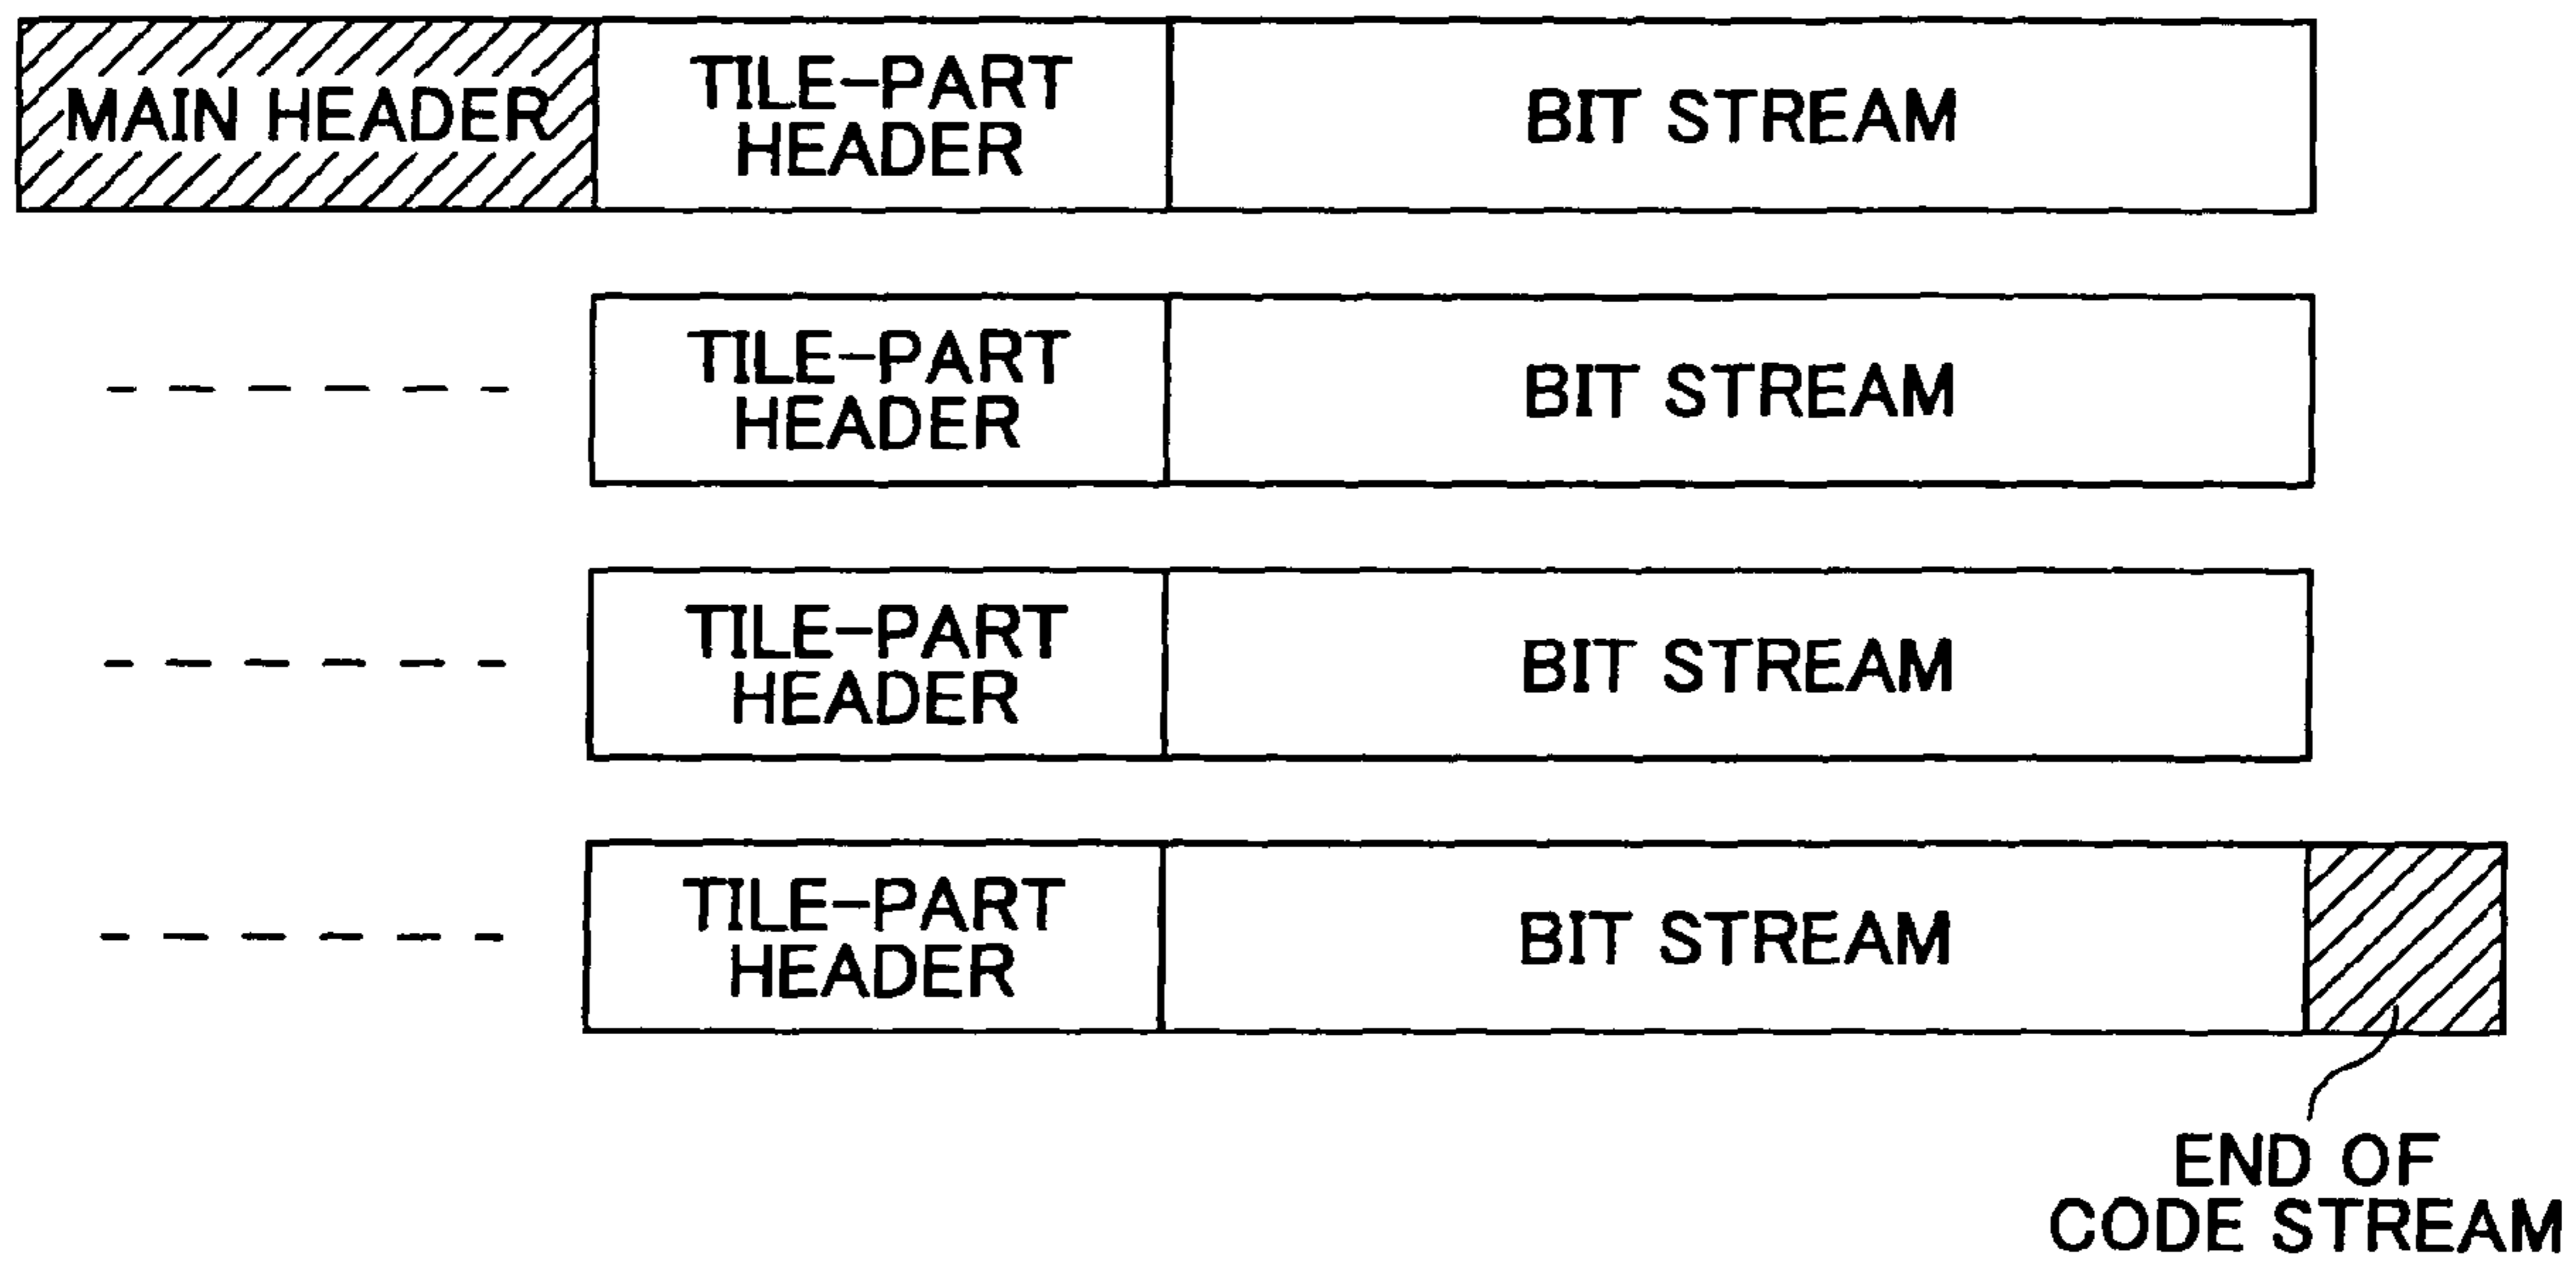 MAIN HEADER
TILE-PART
HEADER
BIT STREAM
TILE-PART
HEADER
BIT STREAM
TILE-PART
HEADER
BIT STREAM
TILE-PART
HEADER
BIT STREAM
END OF
CODE STREAM